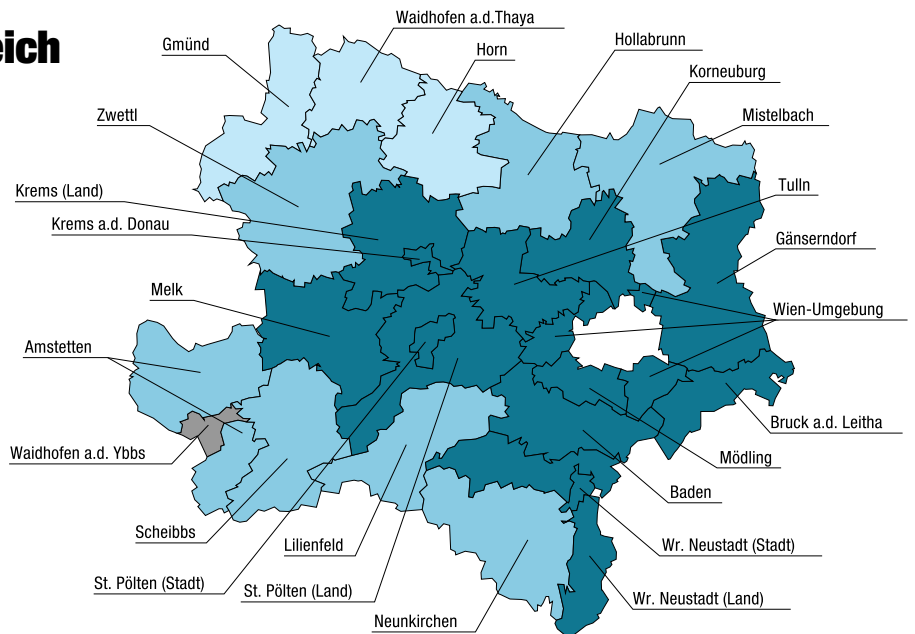 eich
Waidhofen a.d.Thaya
Gmünd
Horn
Hollabrunn
Korneuburg
Zwettl
Mistelbach
Krems (Land)
Tulln
Krems a.d. Donau
Gänserndorf
Melk
Wien-Umgebung
Amstetten
Bruck a.d. Leitha
Waidhofen a.d. Ybbs
Mödling
Baden
Scheibbs
Lilienfeld
Wr. Neustadt (Stadt)
St. Pölten (Stadt)
St. Pölten (Land)
Wr. Neustadt (Land)
Neunkirchen